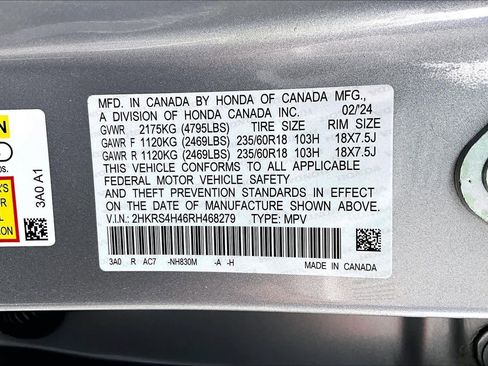 MFD. IN CANADA BY HONDA OF CANADA MFG.,
A DIVISION OF HONDA CANADA INC. 02/24
GVWR 2175KG (4795LBS) TIRE SIZE RIM SIZE
GAWR F 1120KG (2469LBS) 235/60R18 103H 18X7.5J
GAWR R 1120KG (2469LBS) 235/60R18 103H 18X7.5J
THIS VEHICLE CONFORMS TO ALL APPLICABLE
FEDERAL MOTOR VEHICLE SAFETY
AND THEFT PREVENTION STANDARDS IN EFFECT
ON THE DATE OF MANUFACTURE SHOWN ABOVE.
V.I.N.: 2HKRS4H46RH468279 TYPE: MPV
3A0 R AC7 -NH830M -A -H
MADE IN CANADA
3A0 A1